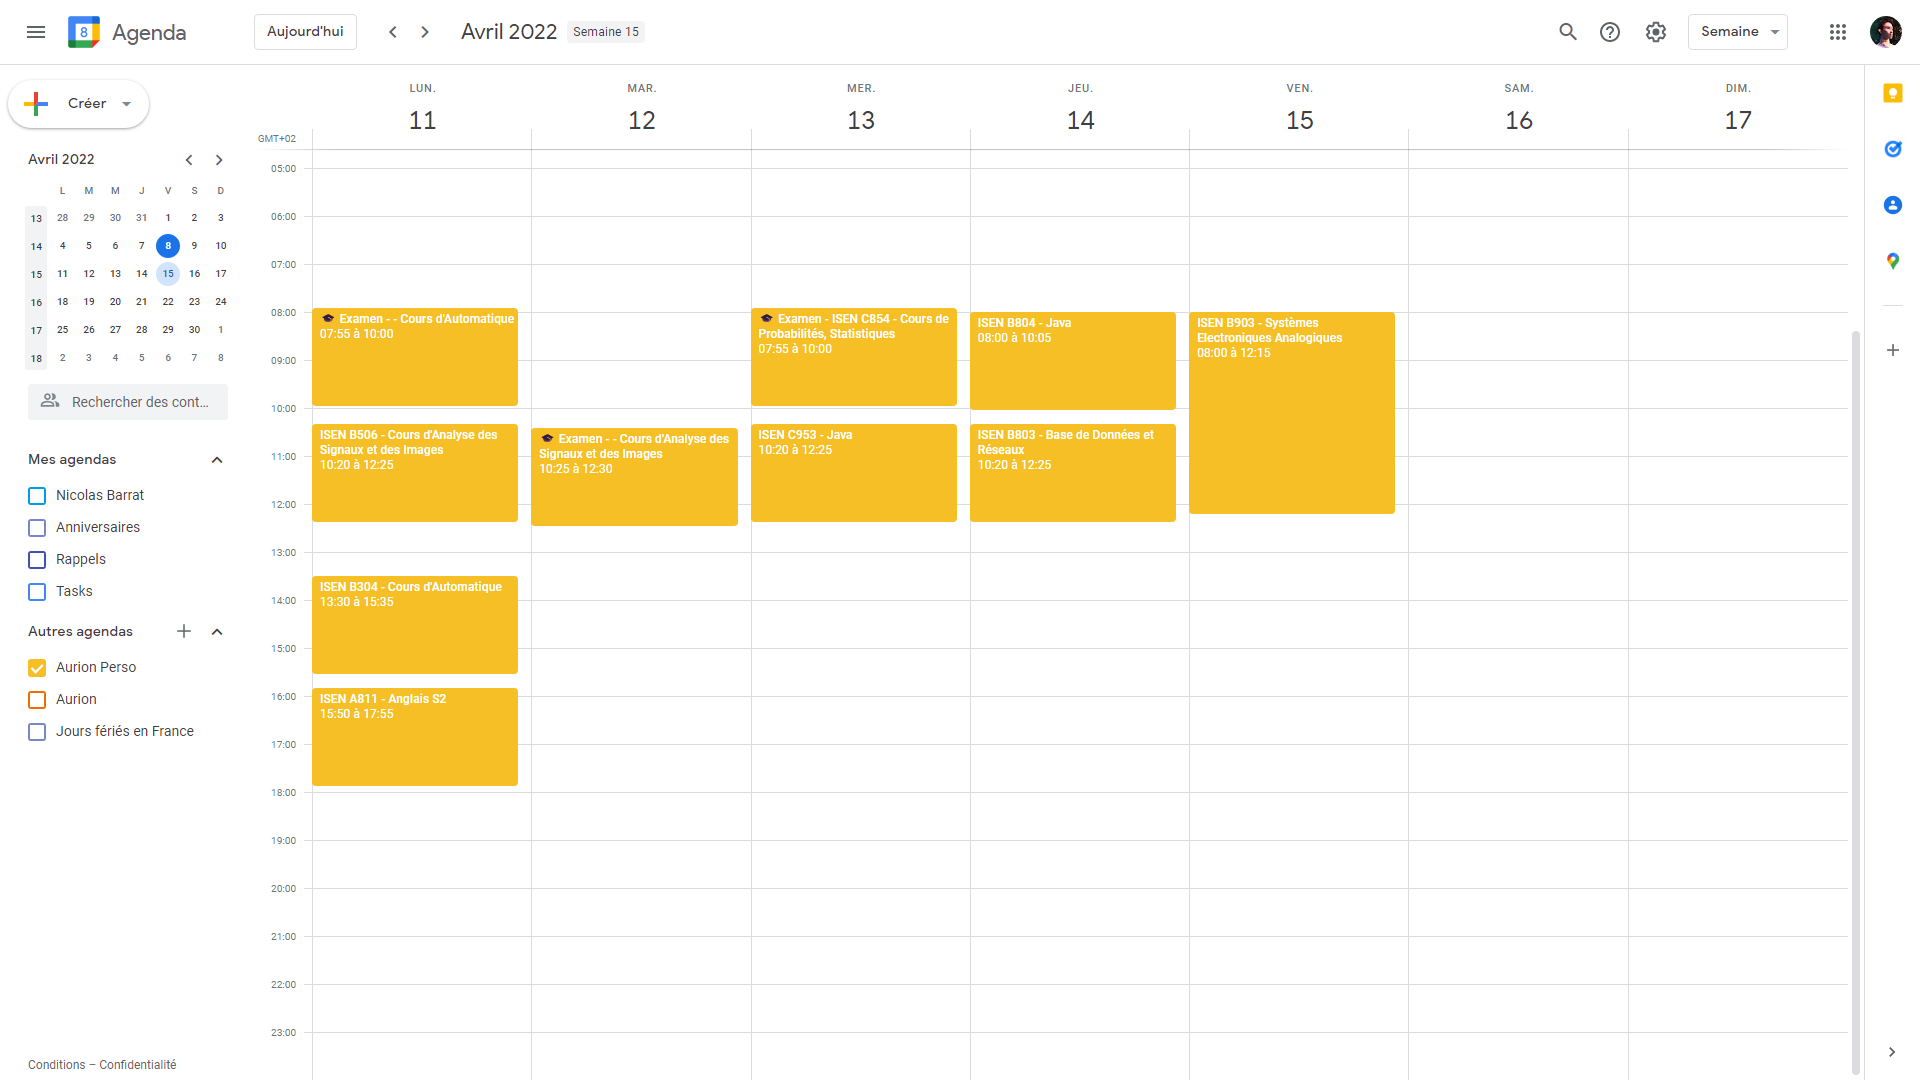 8 Agenda
Aujourd'hui
Avril 2022 Semaine 15
Semaine
Créer
Avril 2022
L M M J V S D
13 28 29 30 31 1 2 3
14 4 5 6 7 8 9 10
15 11 12 13 14 15 16 17
16 18 19 20 21 22 23 24
17 25 26 27 28 29 30 1
18 2 3 4 5 6 7 8
Rechercher des cont...
Mes agendas
Nicolas Barrat
Anniversaires
Rappels
Tasks
Autres agendas
Aurion Perso
Aurion
Jours fériés en France
Conditions – Confidentialité
LUN. MAR. MER. JEU. VEN. SAM. DIM.
11 12 13 14 15 16 17
GMT+02
05:00
06:00
07:00
08:00
09:00
10:00
11:00
12:00
13:00
14:00
15:00
16:00
17:00
18:00
19:00
20:00
21:00
22:00
23:00
Examen - - Cours d'Automatique
07:55 à 10:00
ISEN B506 - Cours d'Analyse des
Signaux et des Images
10:20 à 12:25
ISEN B304 - Cours d'Automatique
13:30 à 15:35
ISEN A811 - Anglais S2
15:50 à 17:55
Examen - - Cours d'Analyse des
Signaux et des Images
10:25 à 12:30
Examen - ISEN C854 - Cours de
Probabilités, Statistiques
07:55 à 10:00
ISEN C953 - Java
10:20 à 12:25
ISEN B804 - Java
08:00 à 10:05
ISEN B803 - Base de Données et
Réseaux
10:20 à 12:25
ISEN B903 - Systèmes
Electroniques Analogiques
08:00 à 12:15